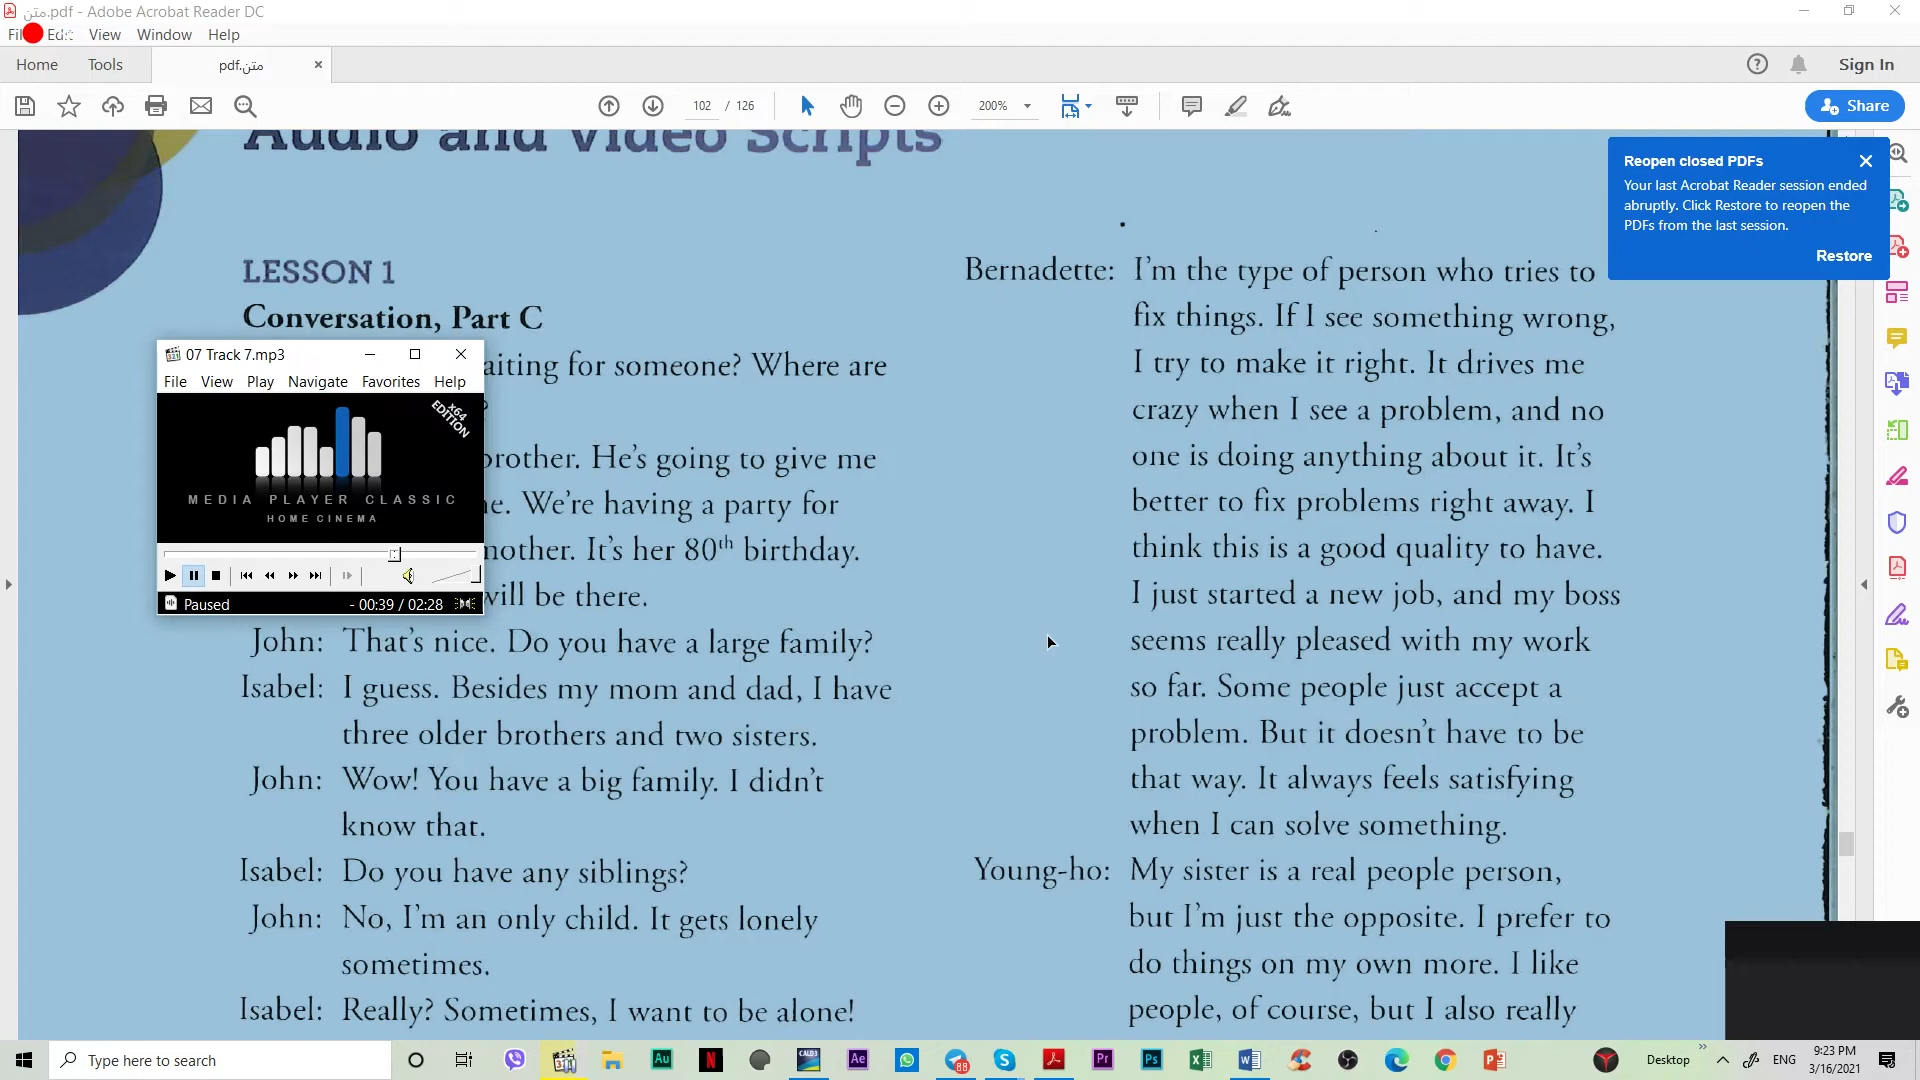 متن.pdf - Adobe Acrobat Reader DC
Edit View Window Help
Home Tools متن.pdf × Sign In
102 / 126 200% Share
Audio and Video Scripts
Reopen closed PDFs
Your last Acrobat Reader session ended
abruptly. Click Restore to reopen the
PDFs from the last session.
Restore
LESSON 1
Conversation, Part C
aiting for someone? Where are
?
brother. He's going to give me
ne. We're having a party for
mother. It's her 80th birthday.
will be there.
John: That's nice. Do you have a large family?
Isabel: I guess. Besides my mom and dad, I have
three older brothers and two sisters.
John: Wow! You have a big family. I didn't
know that.
Isabel: Do you have any siblings?
John: No, I'm an only child. It gets lonely
sometimes.
Isabel: Really? Sometimes, I want to be alone!
07 Track 7.mp3
File View Play Navigate Favorites Help
x64
EDITION
MEDIA PLAYER CLASSIC
HOME CINEMA
Paused - 00:39 / 02:28
Bernadette: I'm the type of person who tries to
fix things. If I see something wrong,
I try to make it right. It drives me
crazy when I see a problem, and no
one is doing anything about it. It's
better to fix problems right away. I
think this is a good quality to have.
I just started a new job, and my boss
seems really pleased with my work
so far. Some people just accept a
problem. But it doesn't have to be
that way. It always feels satisfying
when I can solve something.
Young-ho: My sister is a real people person,
but I'm just the opposite. I prefer to
do things on my own more. I like
people, of course, but I also really
Type here to search
Au N Ae Pr Ps 88
Desktop ENG
9:23 PM
3/16/2021